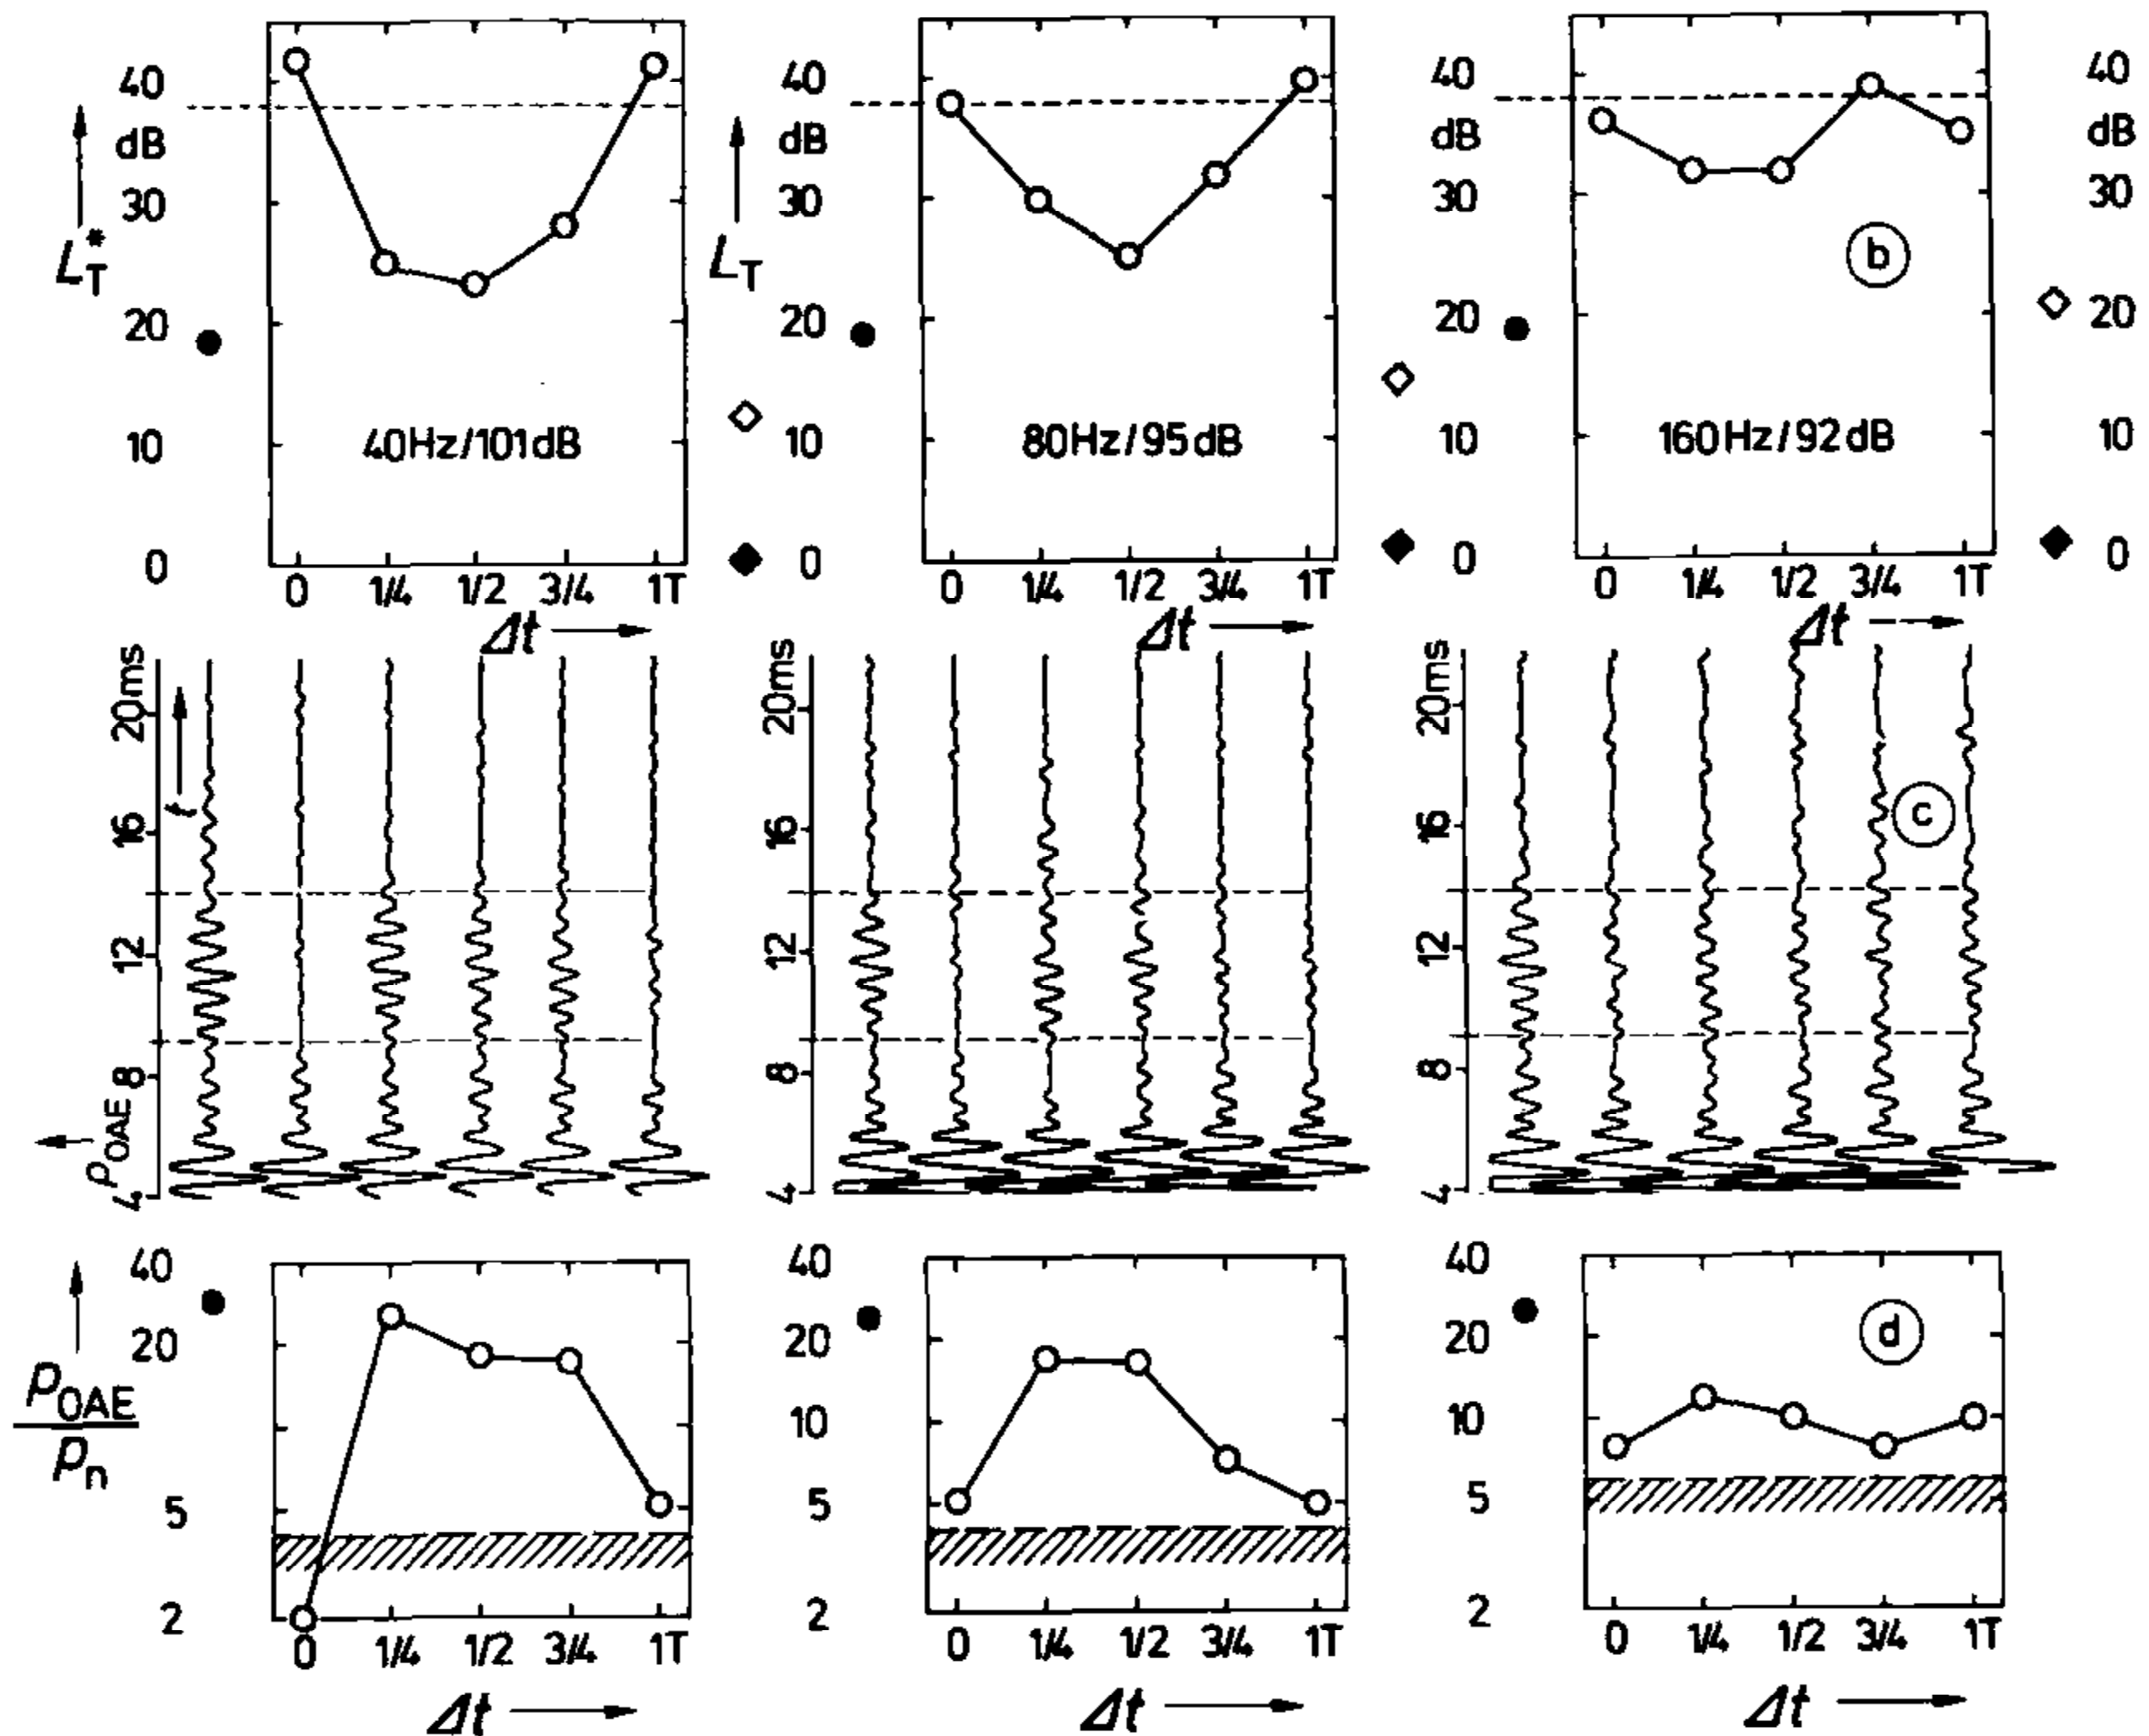 40 40 40 40
dB dB dB dB
30 30 30 30
L*T LT
b
20 20 20 20
10 40Hz/101dB 10 80Hz/95dB 10 160Hz/92dB 10
0 0 0 0
0 1/4 1/2 3/4 1T 0 1/4 1/2 3/4 1T 0 1/4 1/2 3/4 1T
Δt Δt Δt
20ms 20ms 20ms
t
16 16 16
c
12 12 12
8 8 8
pOAE
4 4 4
40 40 40
20 20 20
d
pOAE
pn
10 10
5 5 5
2 2 2
0 1/4 1/2 3/4 1T 0 1/4 1/2 3/4 1T 0 1/4 1/2 3/4 1T
Δt Δt Δt